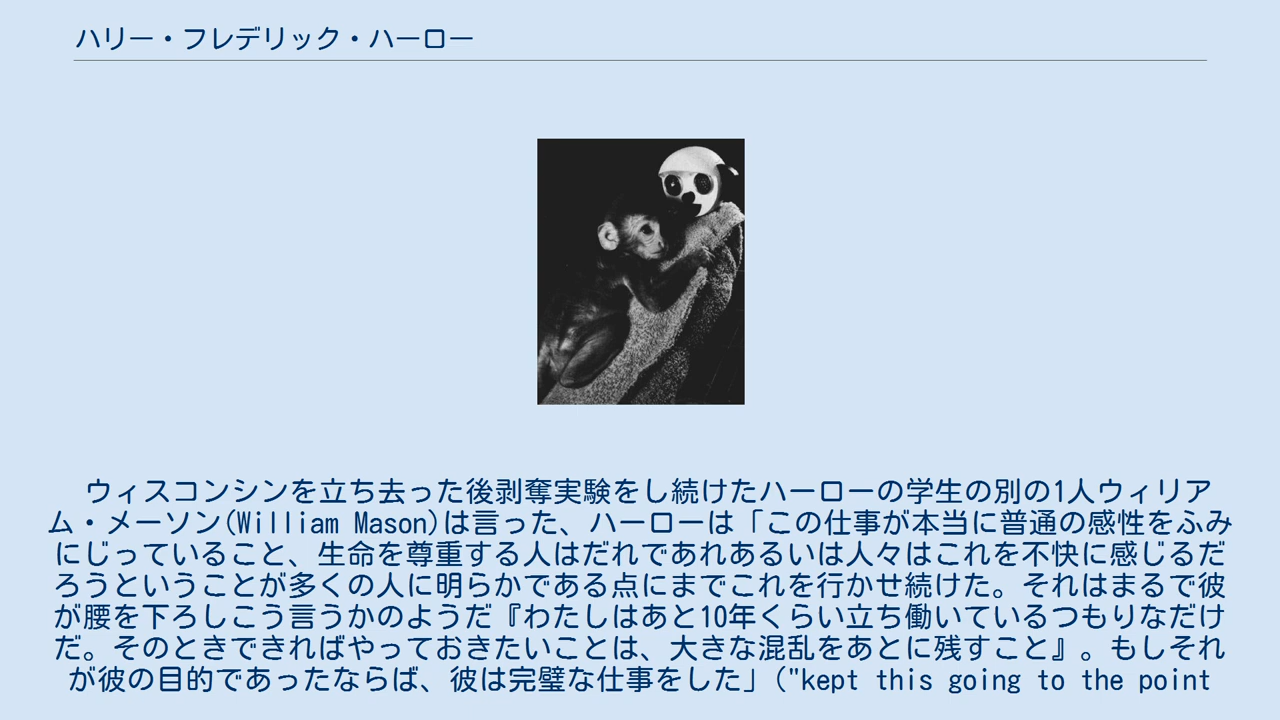 ハリー・フレデリック・ハーロー
ウィスコンシンを立ち去った後剥奪実験をし続けたハーローの学生の別の1人ウィリア
ム・メーソン(William Mason)は言った、ハーローは「この仕事が本当に普通の感性をふみ
にじっていること、生命を尊重する人はだれであれあるいは人々はこれを不快に感じるだ
ろうということが多くの人に明らかである点にまでこれを行かせ続けた。それはまるで彼
が腰を下ろしこう言うかのようだ『わたしはあと10年くらい立ち働いているつもりなだけ
だ。そのときできればやっておきたいことは、大きな混乱をあとに残すこと』。もしそれ
が彼の目的であったならば、彼は完璧な仕事をした」("kept this going to the point